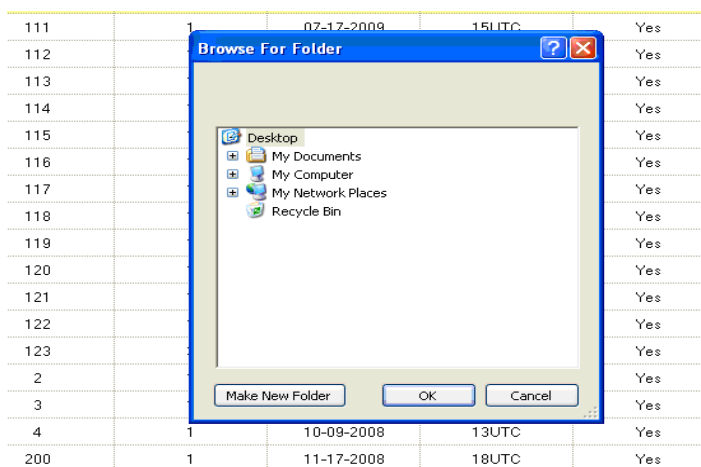 111 1 07-17-2009 15UTC Yes
Browse For Folder
112 Yes
113 Yes
114 Yes
115 Yes
Desktop
116 Yes
My Documents
My Computer
117 Yes
My Network Places
118 Yes
Recycle Bin
119 Yes
120 Yes
121 Yes
122 Yes
123 Yes
2 Yes
3 Yes
Make New Folder OK Cancel
4 1 10-09-2008 13UTC Yes
200 1 11-17-2008 18UTC Yes